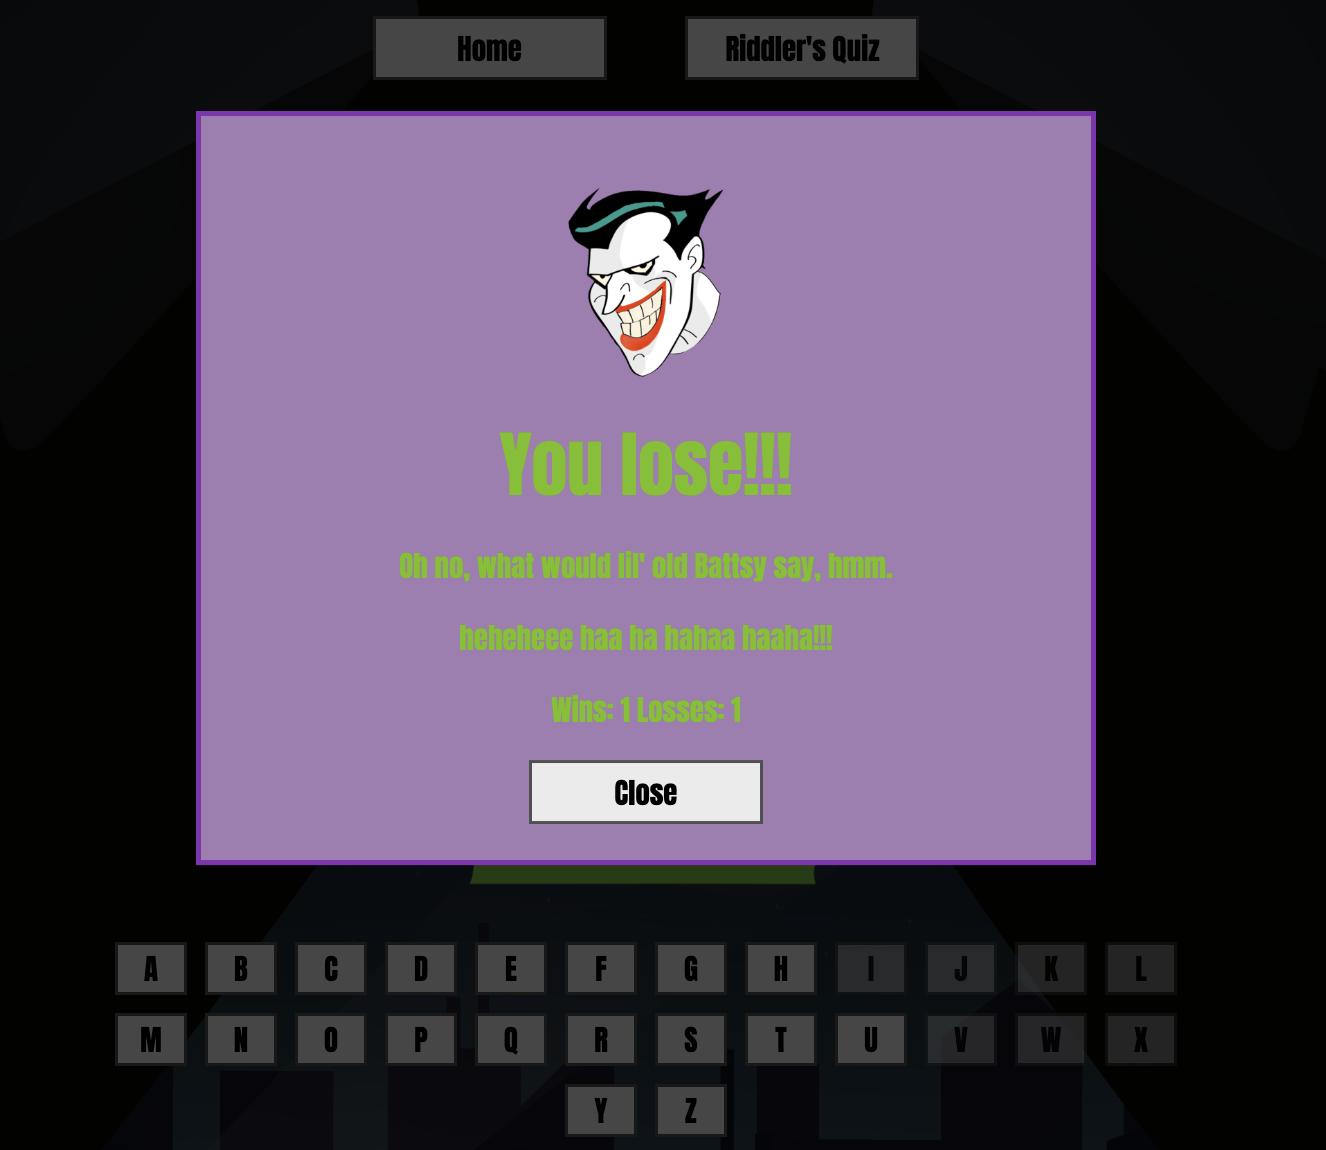 Home Riddler's Quiz
You lose!!!
Oh no, what would lil' old Battsy say, hmm.
heheheee haa ha hahaa haaha!!!
Wins: 1 Losses: 1
Close
A B C D E F G H I J K L
M N O P Q R S T U V W X
Y Z